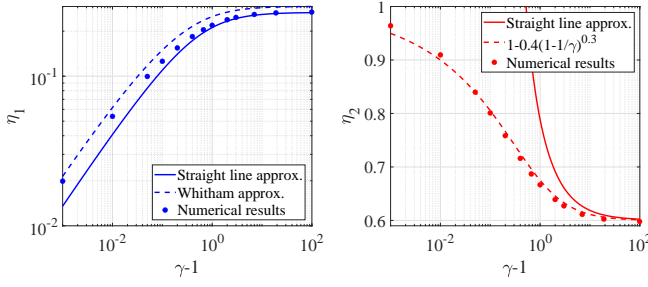 10^{-1}
10^{-2}
η_1
Straight line approx.
Whitham approx.
Numerical results
10^{-2}
10^0
10^2
γ-1
1
0.9
0.8
0.7
0.6
η_2
Straight line approx.
1-0.4(1-1/γ)^{0.3}
Numerical results
10^{-2}
10^0
10^2
γ-1